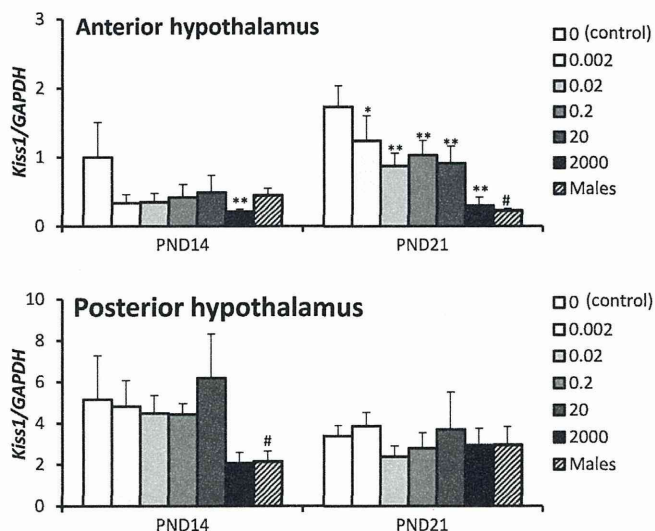 Anterior hypothalamus
Kiss1/GAPDH
3
2
1
0
**
*
**
**
**
**
#
PND14
PND21
0 (control)
0.002
0.02
0.2
20
2000
Males
Posterior hypothalamus
Kiss1/GAPDH
10
8
6
4
2
0
#
PND14
PND21
0 (control)
0.002
0.02
0.2
20
2000
Males